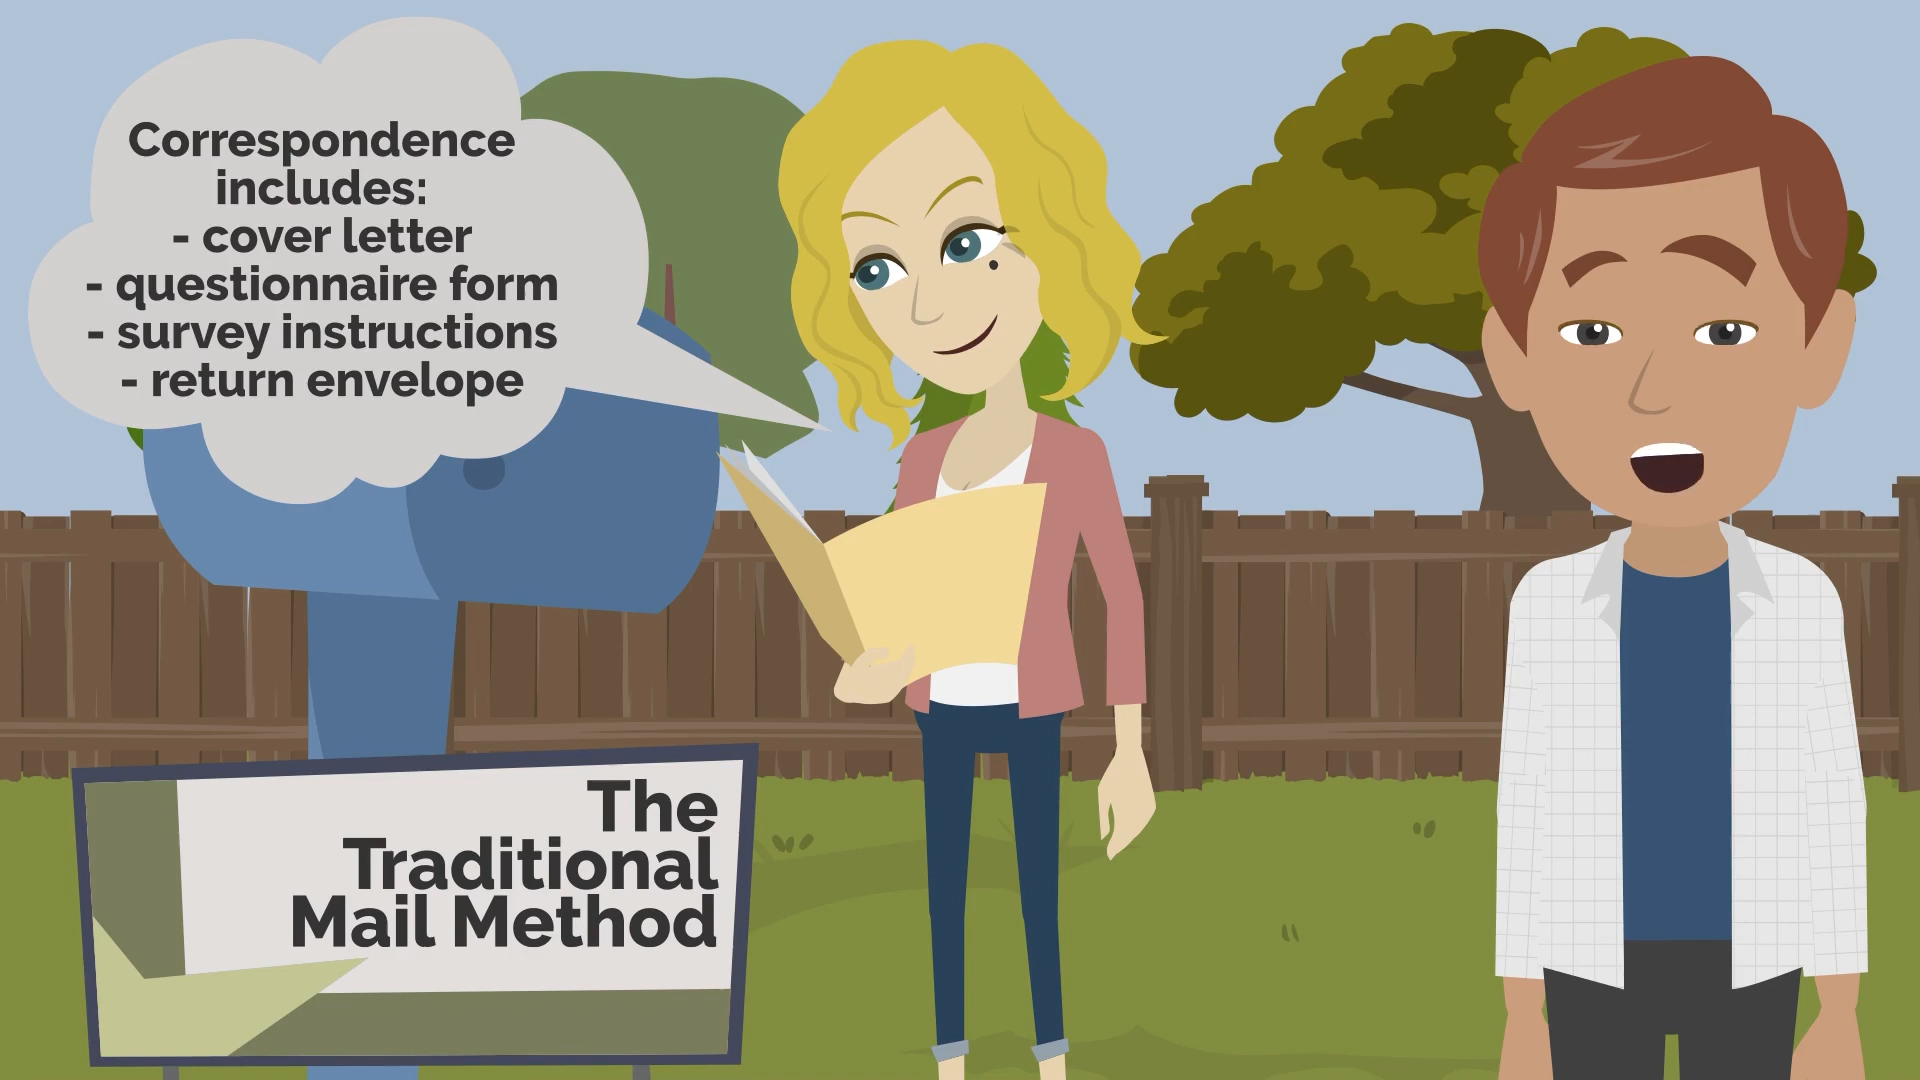 Correspondence
includes:
- cover letter
- questionnaire form
- survey instructions
- return envelope
The
Traditional
Mail Method